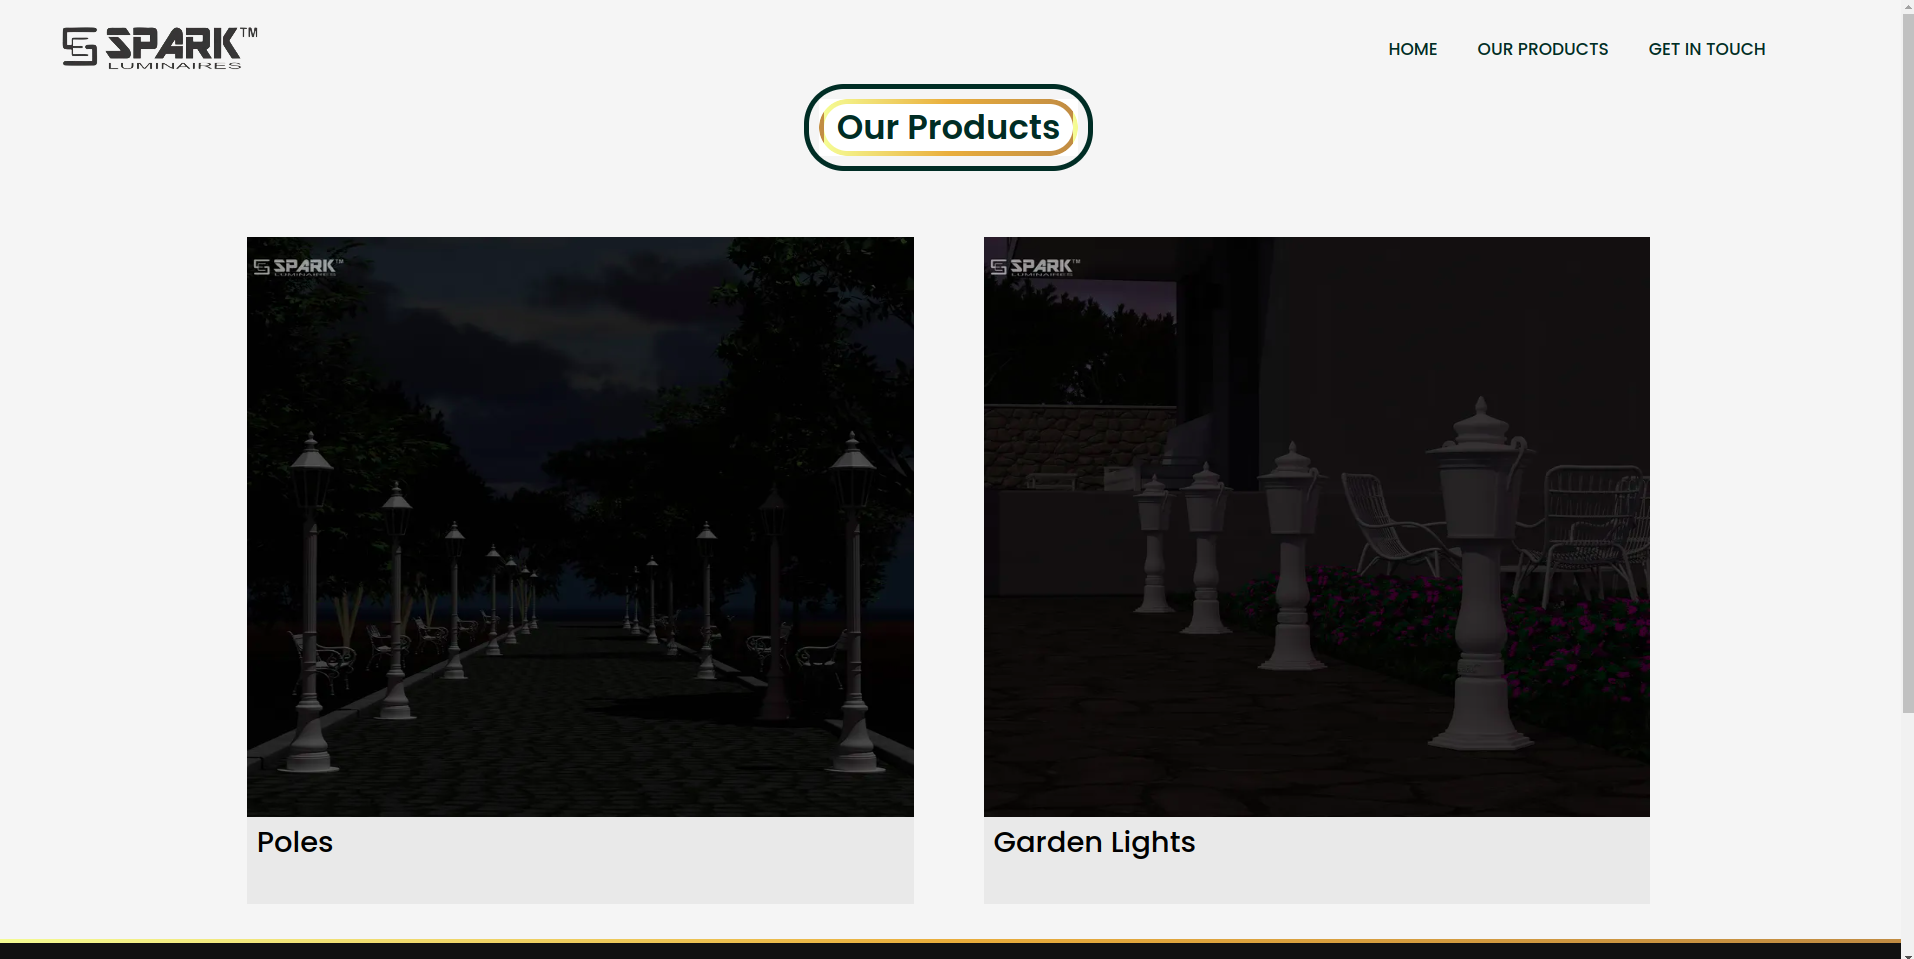 SPARK™
LUMINAIRES
HOME
OUR PRODUCTS
GET IN TOUCH
Our Products
SPARK™
LUMINAIRES
SPARK™
LUMINAIRES
Poles
Garden Lights